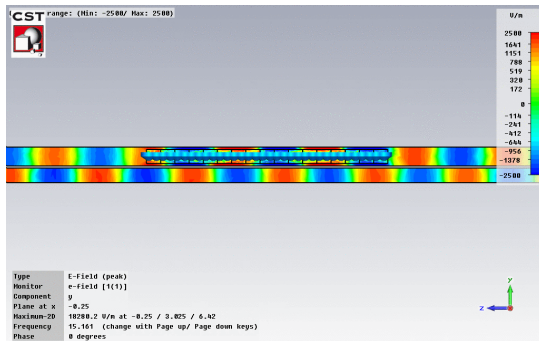 CST
range: (Min: -2500/ Max: 2500)
V/m
2500
1641
1151
788
519
320
172
0
-114
-241
-412
-644
-956
-1378
-2500
Type E-Field (peak)
Monitor e-field [1(1)]
Component y
Plane at x -0.25
Maximum-2D 18280.2 V/m at -0.25 / 3.025 / 6.42
Frequency 15.161 (change with Page up/ Page down keys)
Phase 0 degrees
y
z